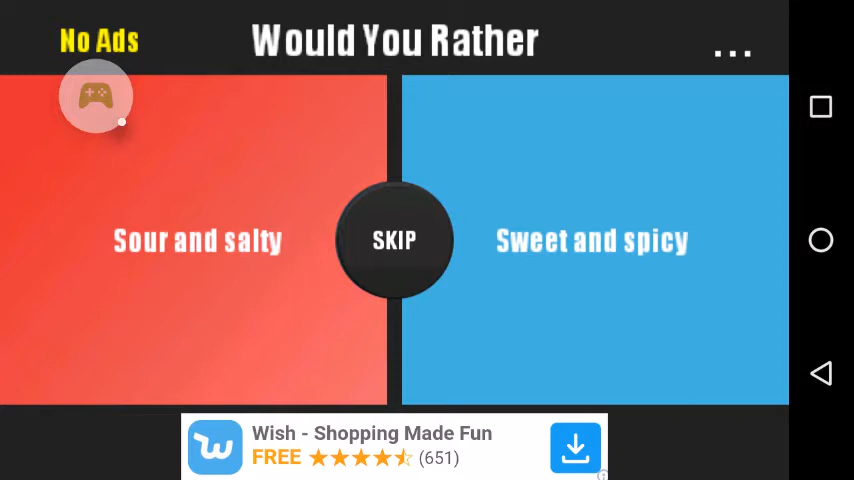 No Ads
Would You Rather
...
Sour and salty
SKIP
Sweet and spicy
Wish - Shopping Made Fun
FREE (651)